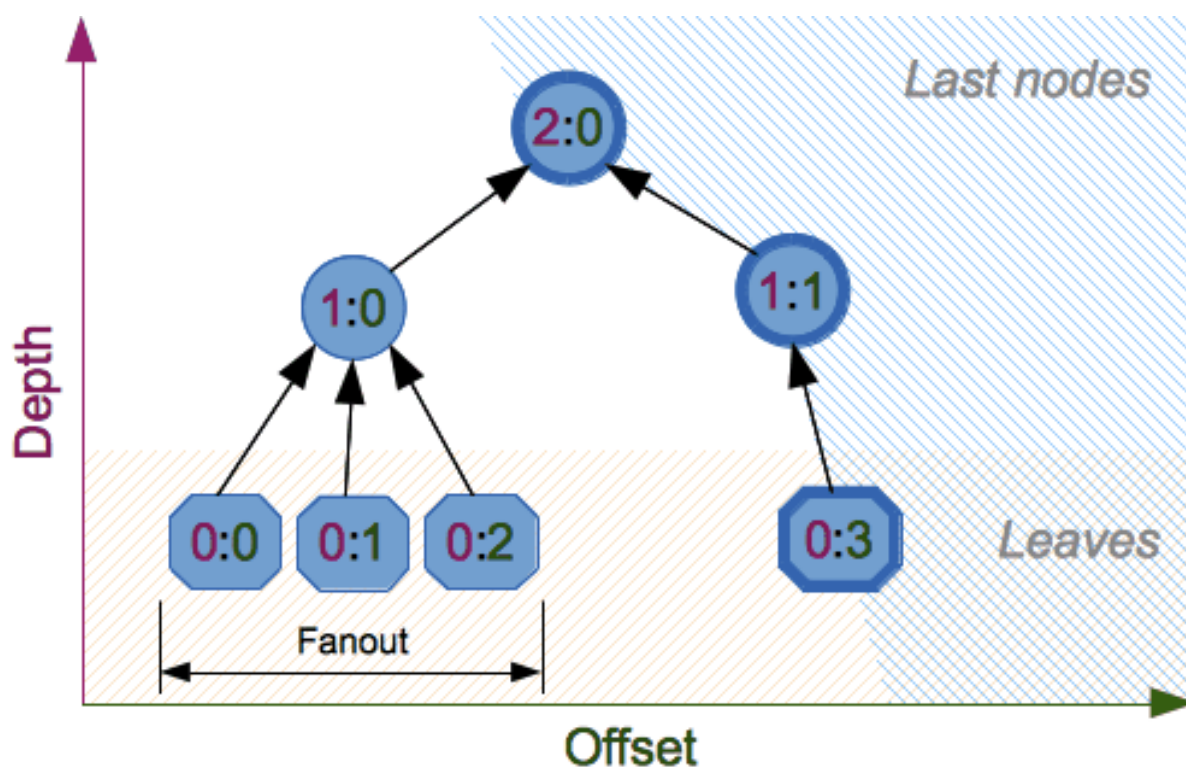 Last nodes
2:0
1:0
1:1
Depth
0:0 0:1 0:2 0:3
Leaves
Fanout
Offset